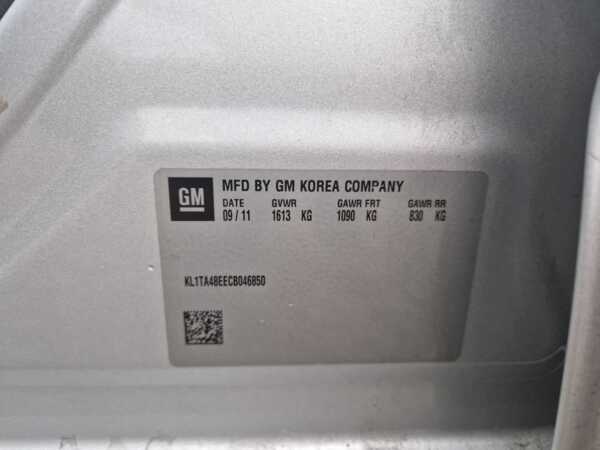 GM MFD BY GM KOREA COMPANY
DATE GVWR GAWR FRT GAWR RR
09/11 1613 KG 1090 KG 830 KG
KL1TA48EECB046850